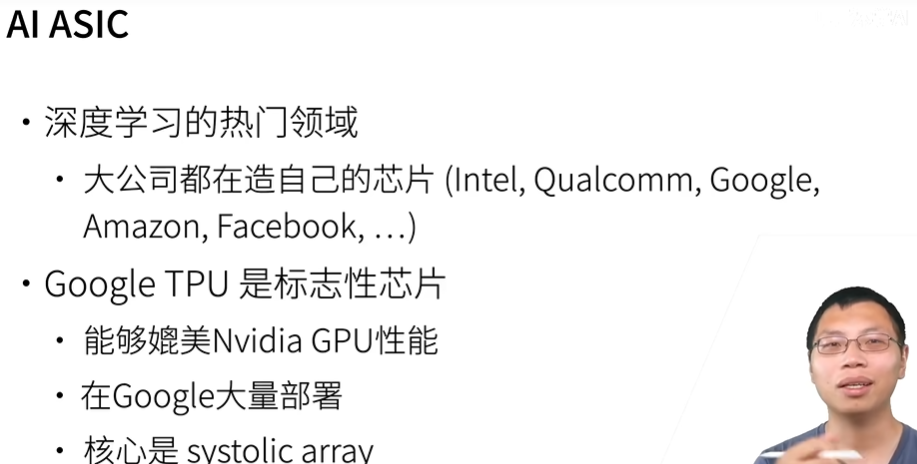 AI ASIC
• 深度学习的热门领域
• 大公司都在造自己的芯片 (Intel, Qualcomm, Google,
Amazon, Facebook, …)
• Google TPU 是标志性芯片
• 能够媲美Nvidia GPU性能
• 在Google大量部署
• 核心是 systolic array